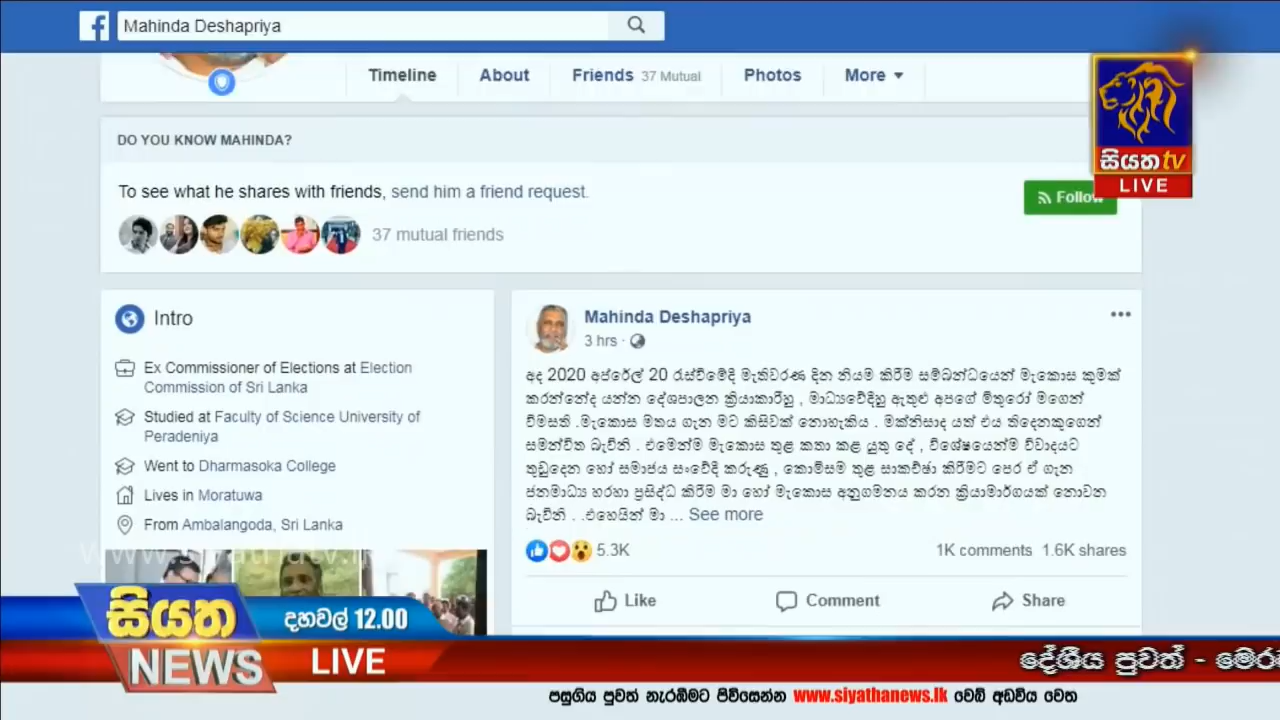 Mahinda Deshapriya
Timeline
About
Friends 37 Mutual
Photos
More
DO YOU KNOW MAHINDA?
To see what he shares with friends, send him a friend request.
37 mutual friends
Follow
සියත tv
LIVE
Intro
Ex Commissioner of Elections at Election
Commission of Sri Lanka
Studied at Faculty of Science University of
Peradeniya
Went to Dharmasoka College
Lives in Moratuwa
From Ambalangoda, Sri Lanka
Mahinda Deshapriya
3 hrs ·
අද 2020 අප්රේල් 20 රැස්වීමේදී මැතිවරණ දින නියම කිරීම සම්බන්ධයෙන් මැකොස කුමක්
කරන්නේද යන්න දේශපාලන ක්‍රියාකාරීහු , මාධ්‍යවේදීහු ඇතුළු අපගේ මිතුරෝ මගෙන්
විමසති .මැකොස මතය ගැන මට කිසිවක් නොහැකිය . මක්නිසාද යත් එය තිදෙනකුගෙන්
සමන්විත බැවිනි . එමෙන්ම මැකොස තුළ කතා කළ යුතු දේ , විශේෂයෙන්ම විවාදයට
තුඩුදෙන හෝ සමාජය සංවේදී කරුණු , කොමිසම තුළ සාකච්ඡා කිරීමට පෙර ඒ ගැන
ජනමාධ්‍ය හරහා ප්‍රසිද්ධ කිරීම මා හෝ මැකොස අනුගමනය කරන ක්‍රියාමාර්ගයක් නොවන
බැවිනි . .එහෙයින් මා ... See more
5.3K
1K comments 1.6K shares
Like
Comment
Share
www.siyathatv.l
සියත
දහවල් 12.00
NEWS
LIVE
දේශීය පුවත් -
පසුගිය පුවත් නැරඹීමට පිවිසෙන්න www.siyathanews.lk වෙබ් අඩවිය වෙත